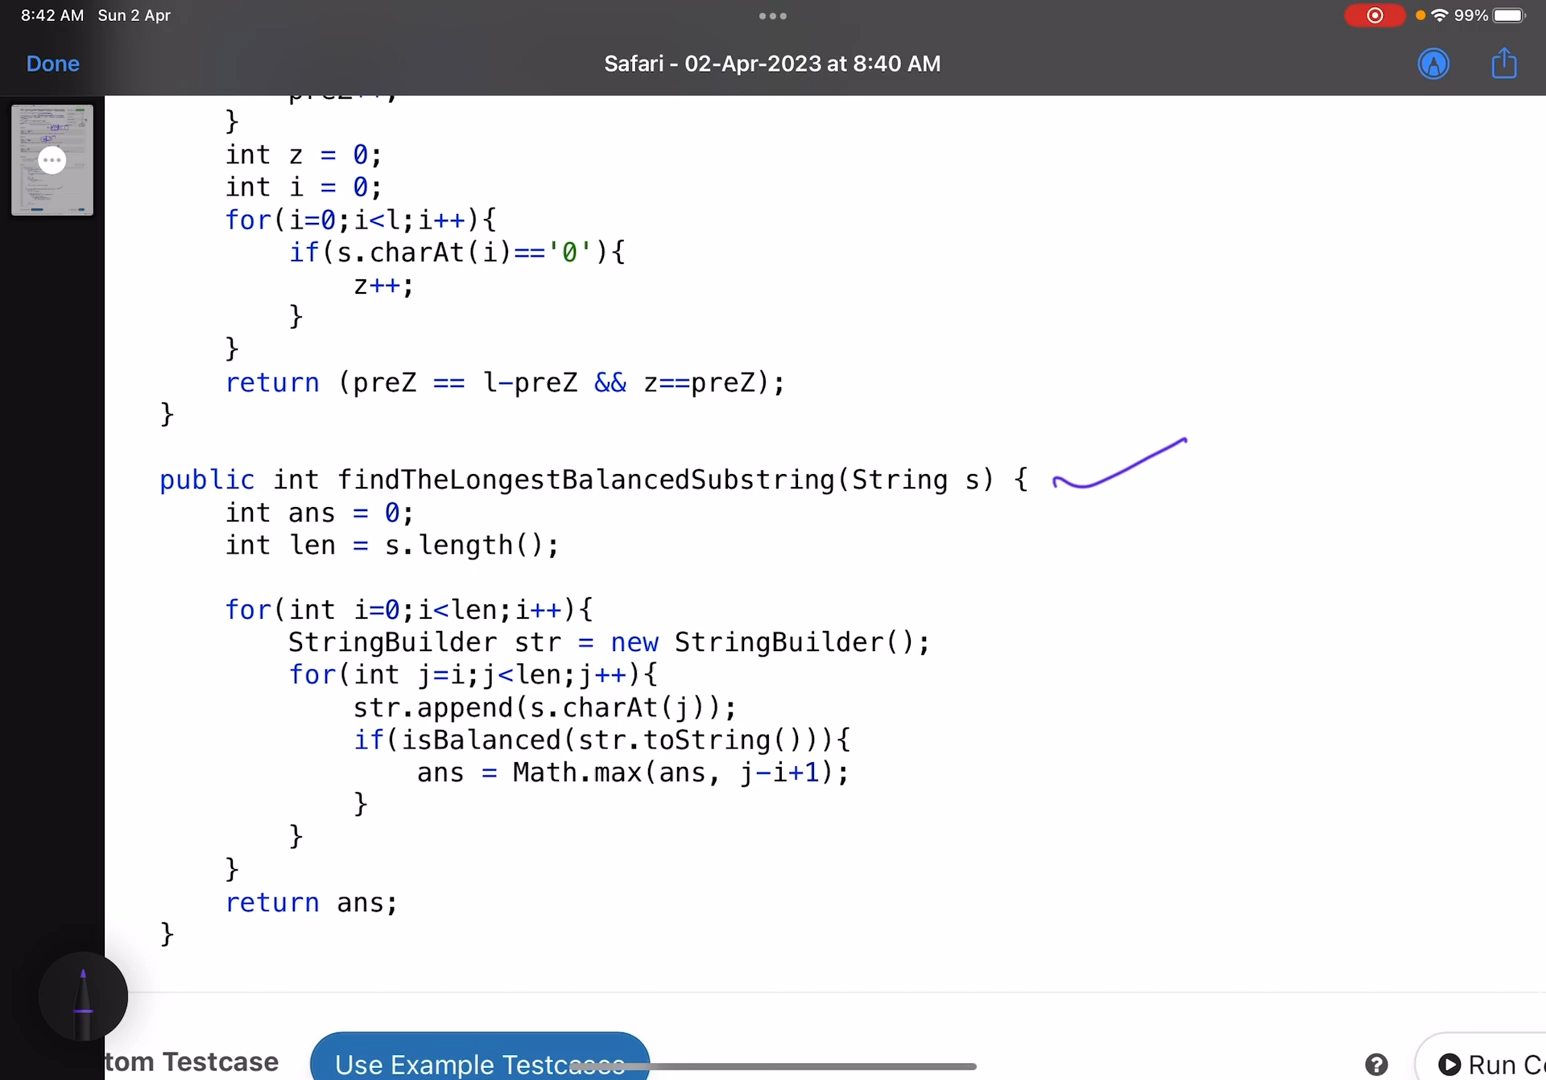 8:42 AM Sun 2 Apr
99%
Done
Safari - 02-Apr-2023 at 8:40 AM
}
int z = 0;
int i = 0;
for(i=0;i<l;i++){
if(s.charAt(i)=='0'){
z++;
}
}
return (preZ == l-preZ && z==preZ);
}
public int findTheLongestBalancedSubstring(String s) {
int ans = 0;
int len = s.length();
for(int i=0;i<len;i++){
StringBuilder str = new StringBuilder();
for(int j=i;j<len;j++){
str.append(s.charAt(j));
if(isBalanced(str.toString())){
ans = Math.max(ans, j-i+1);
}
}
}
return ans;
}
tom Testcase
Use Example Testcases
Run Co